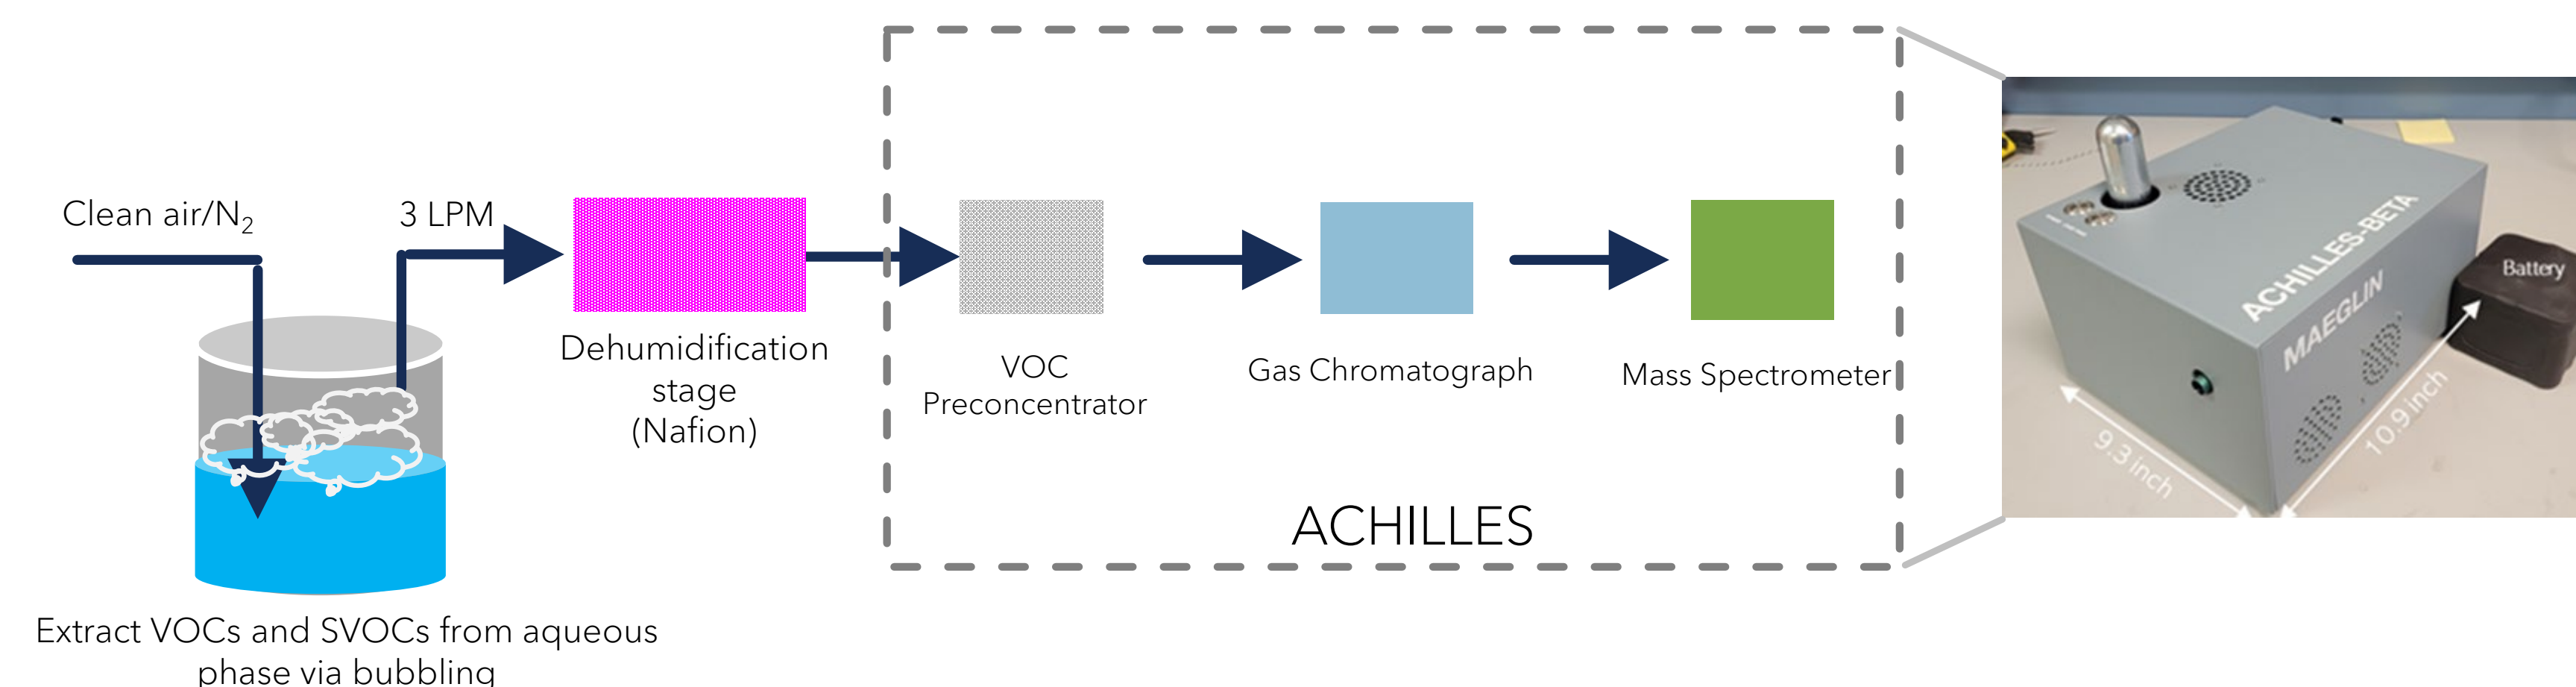 Clean air/N₂
3 LPM
Dehumidification
stage
(Nafion)
VOC
Preconcentrator
Gas Chromatograph
Mass Spectrometer
ACHILLES
Extract VOCs and SVOCs from aqueous
phase via bubbling
ACHILLES-BETA
MAEGLIN
Battery
9.3 inch
10.9 inch